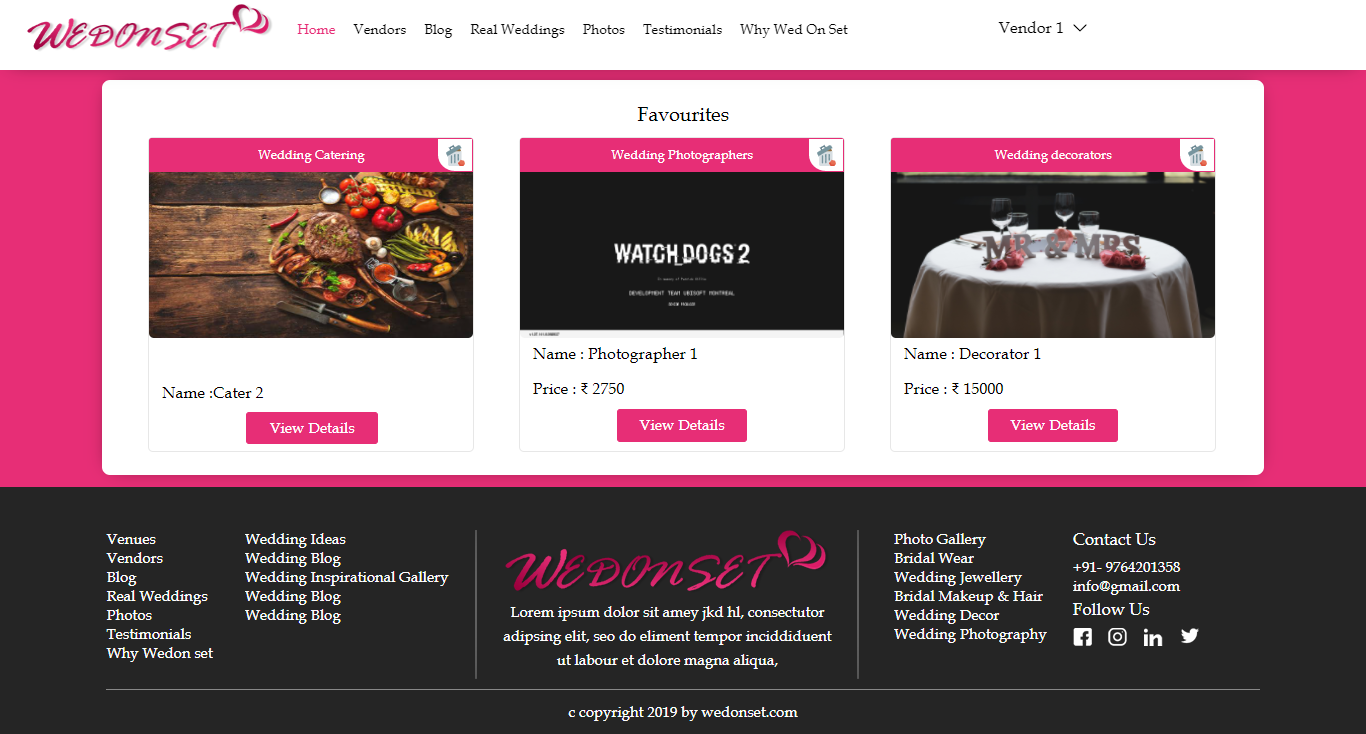 WEDONSET
Home Vendors Blog Real Weddings Photos Testimonials Why Wed On Set
Vendor 1
Favourites
Wedding Catering
Name :Cater 2
View Details
Wedding Photographers
WATCH_DOGS 2
DEVELOPMENT TEAM UBISOFT MONTREAL
Name : Photographer 1
Price : ₹ 2750
View Details
Wedding decorators
MR & MRS
Name : Decorator 1
Price : ₹ 15000
View Details
Venues
Vendors
Blog
Real Weddings
Photos
Testimonials
Why Wedon set
Wedding Ideas
Wedding Blog
Wedding Inspirational Gallery
Wedding Blog
Wedding Blog
WEDONSET
Lorem ipsum dolor sit amey jkd hl, consectutor
adipsing elit, seo do eliment tempor inciddiduent
ut labour et dolore magna aliqua,
Photo Gallery
Bridal Wear
Wedding Jewellery
Bridal Makeup & Hair
Wedding Decor
Wedding Photography
Contact Us
+91- 9764201358
info@gmail.com
Follow Us
c copyright 2019 by wedonset.com